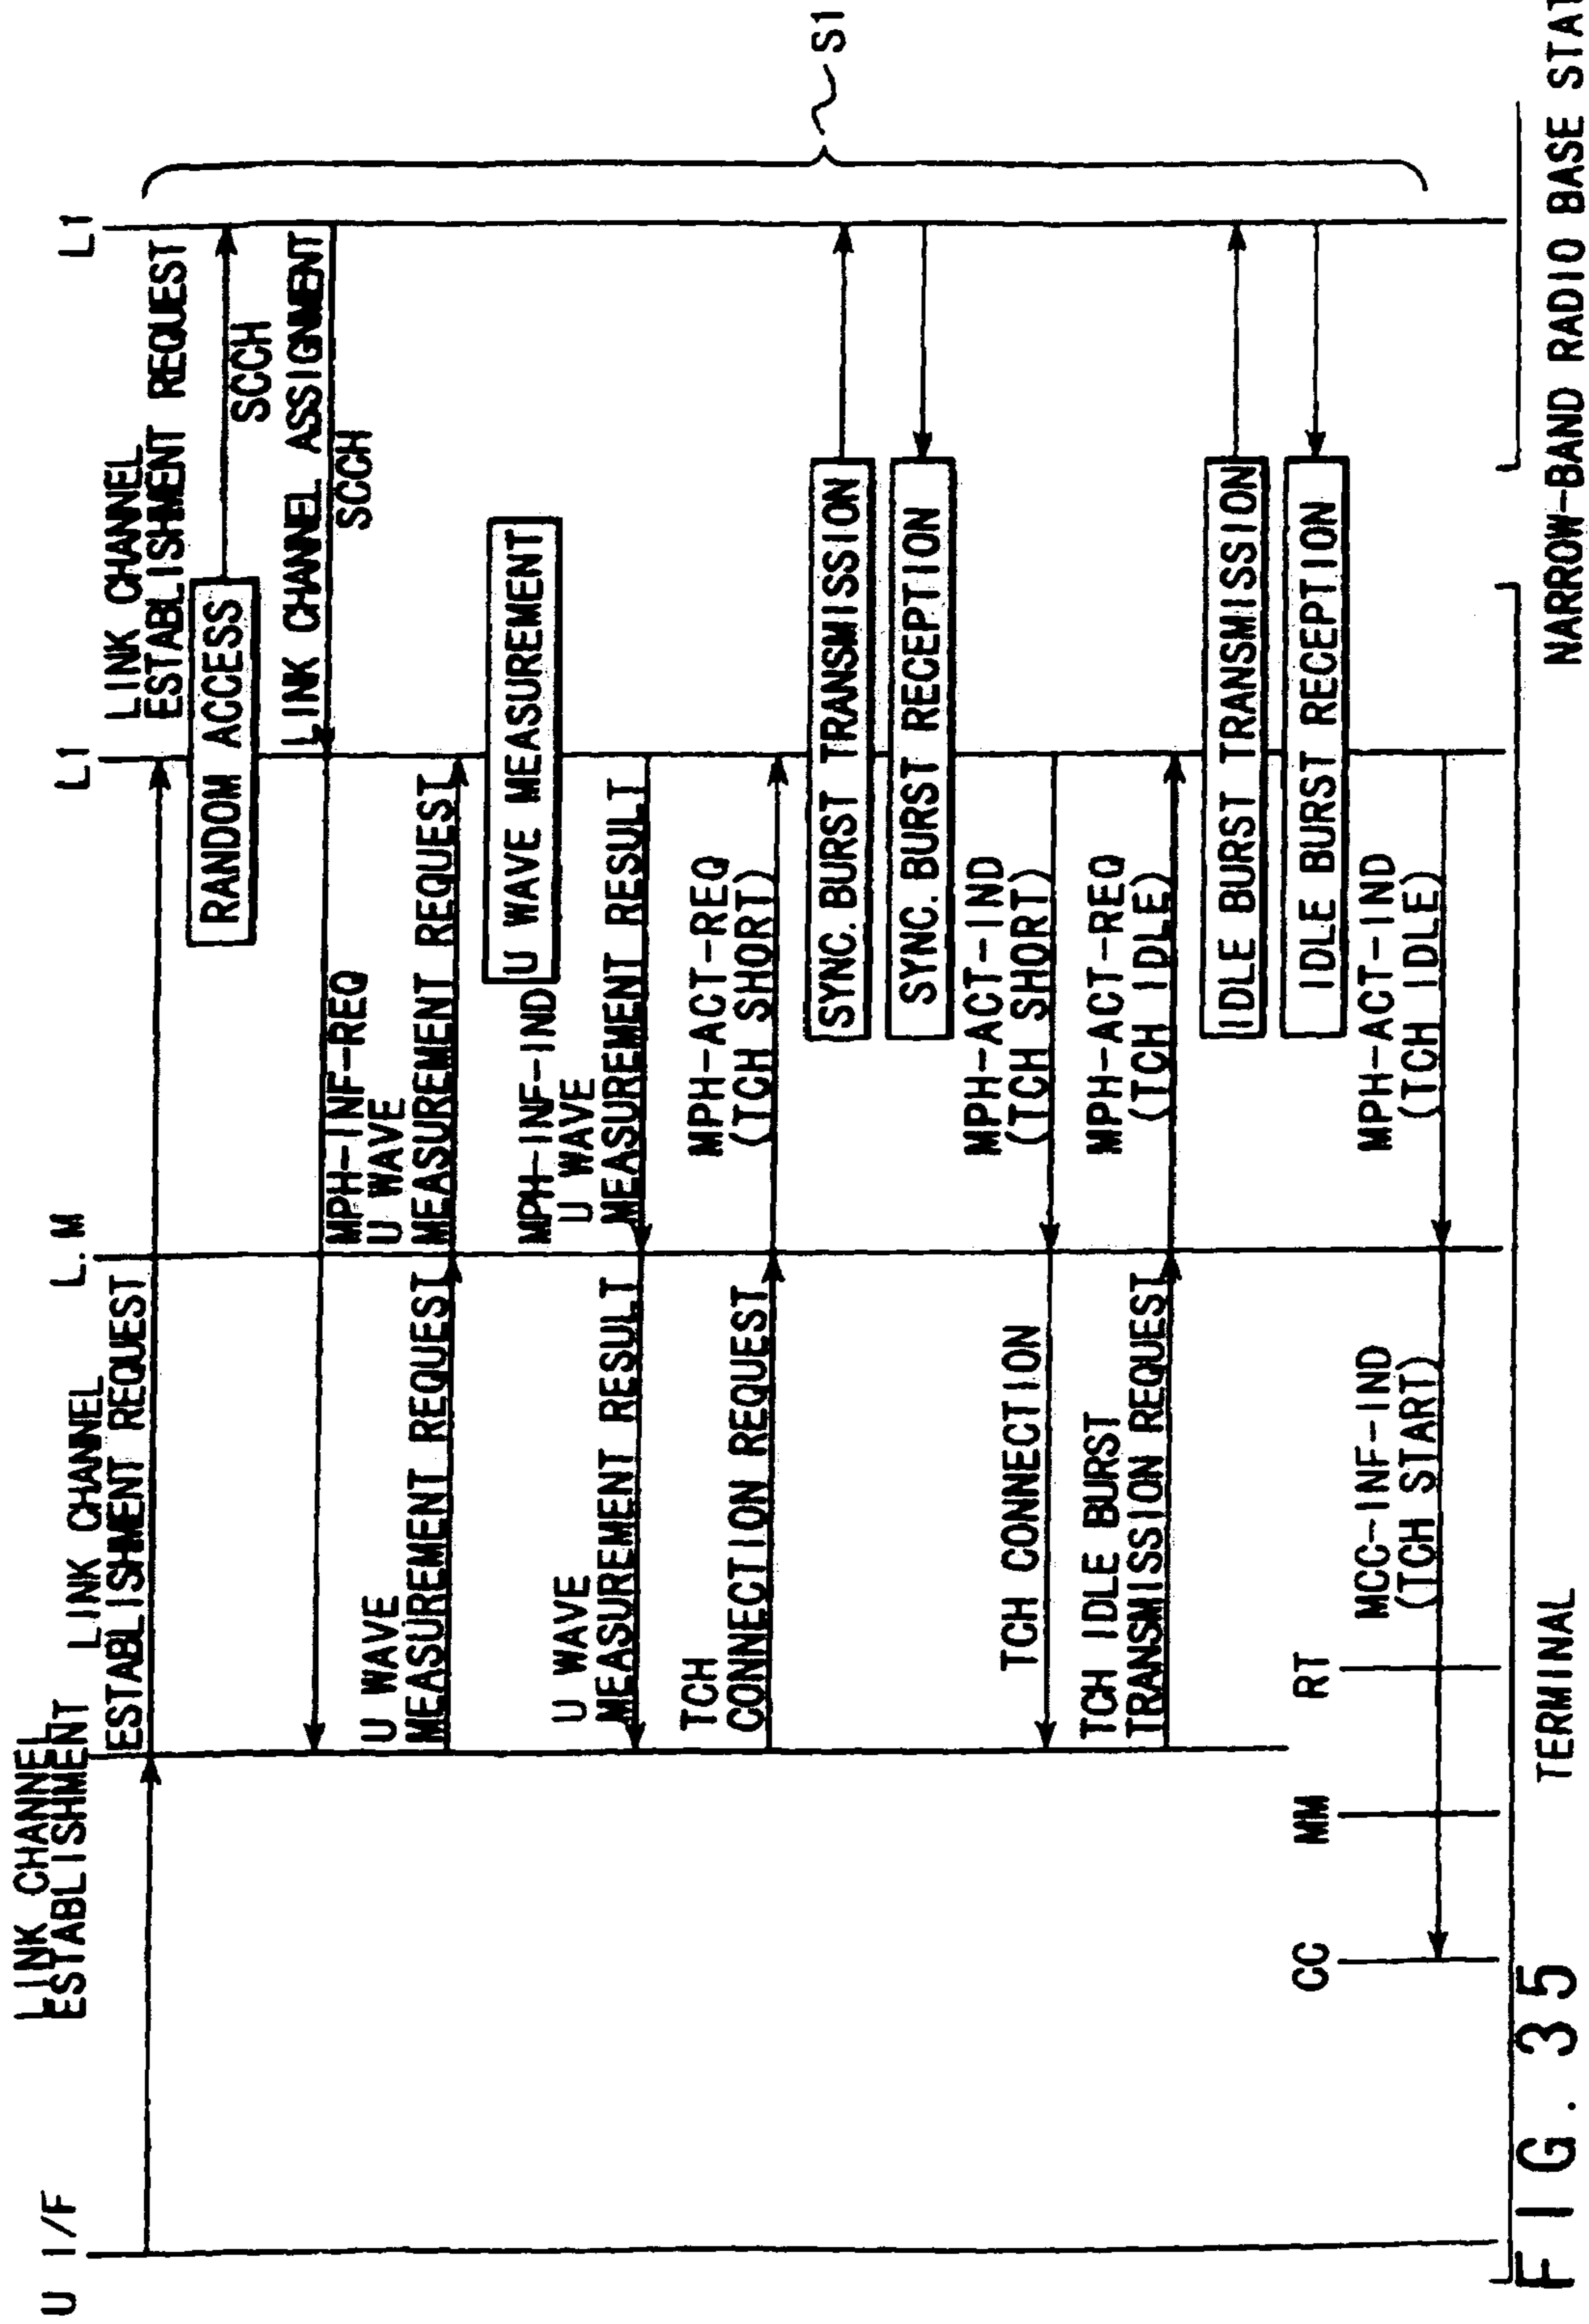 U I/F
LINK CHANNEL
ESTABLISHMENT
LINK CHANNEL
ESTABLISHMENT REQUEST
L.M
L1
LINK CHANNEL
ESTABLISHMENT REQUEST
L1
RANDOM ACCESS
SCCH
LINK CHANNEL ASSIGNMENT
SCCH
U WAVE
MEASUREMENT REQUEST
MPH-INF-REQ
U WAVE
MEASUREMENT REQUEST
U WAVE MEASUREMENT
U WAVE
MEASUREMENT RESULT
MPH-INF-IND
U WAVE
MEASUREMENT RESULT
TCH
CONNECTION REQUEST
MPH-ACT-REQ
(TCH SHORT)
SYNC. BURST TRANSMISSION
S1
SYNC. BURST RECEPTION
TCH CONNECTION
MPH-ACT-IND
(TCH SHORT)
TCH IDLE BURST
TRANSMISSION REQUEST
MPH-ACT-REQ
(TCH IDLE)
IDLE BURST TRANSMISSION
IDLE BURST RECEPTION
CC
MM
RT
MCC-INF-IND
(TCH START)
MPH-ACT-IND
(TCH IDLE)
TERMINAL
NARROW-BAND RADIO BASE
FIG. 35